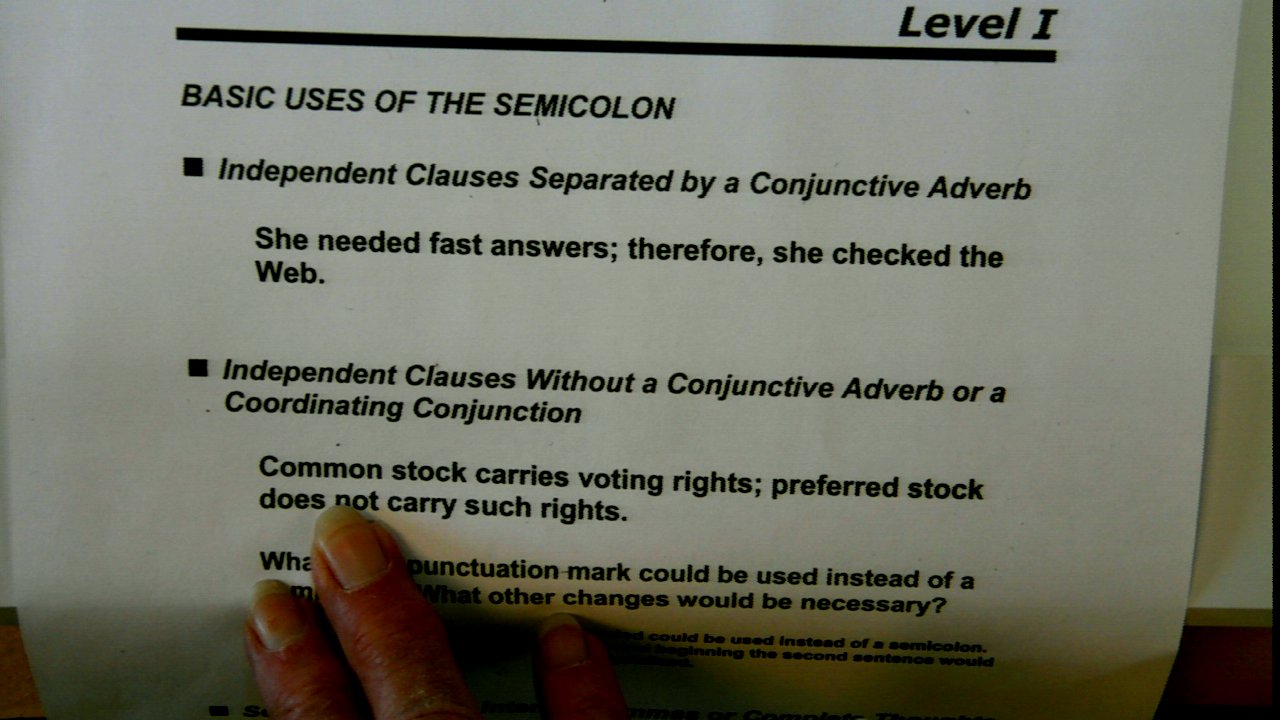 Level I
BASIC USES OF THE SEMICOLON
■ Independent Clauses Separated by a Conjunctive Adverb
She needed fast answers; therefore, she checked the
Web.
■ Independent Clauses Without a Conjunctive Adverb or a
Coordinating Conjunction
Common stock carries voting rights; preferred stock
does not carry such rights.
punctuation mark could be used instead of a
What other changes would be necessary?
could be used instead of a semicolon.
beginning the second sentence would
■ or Complete Thoughts